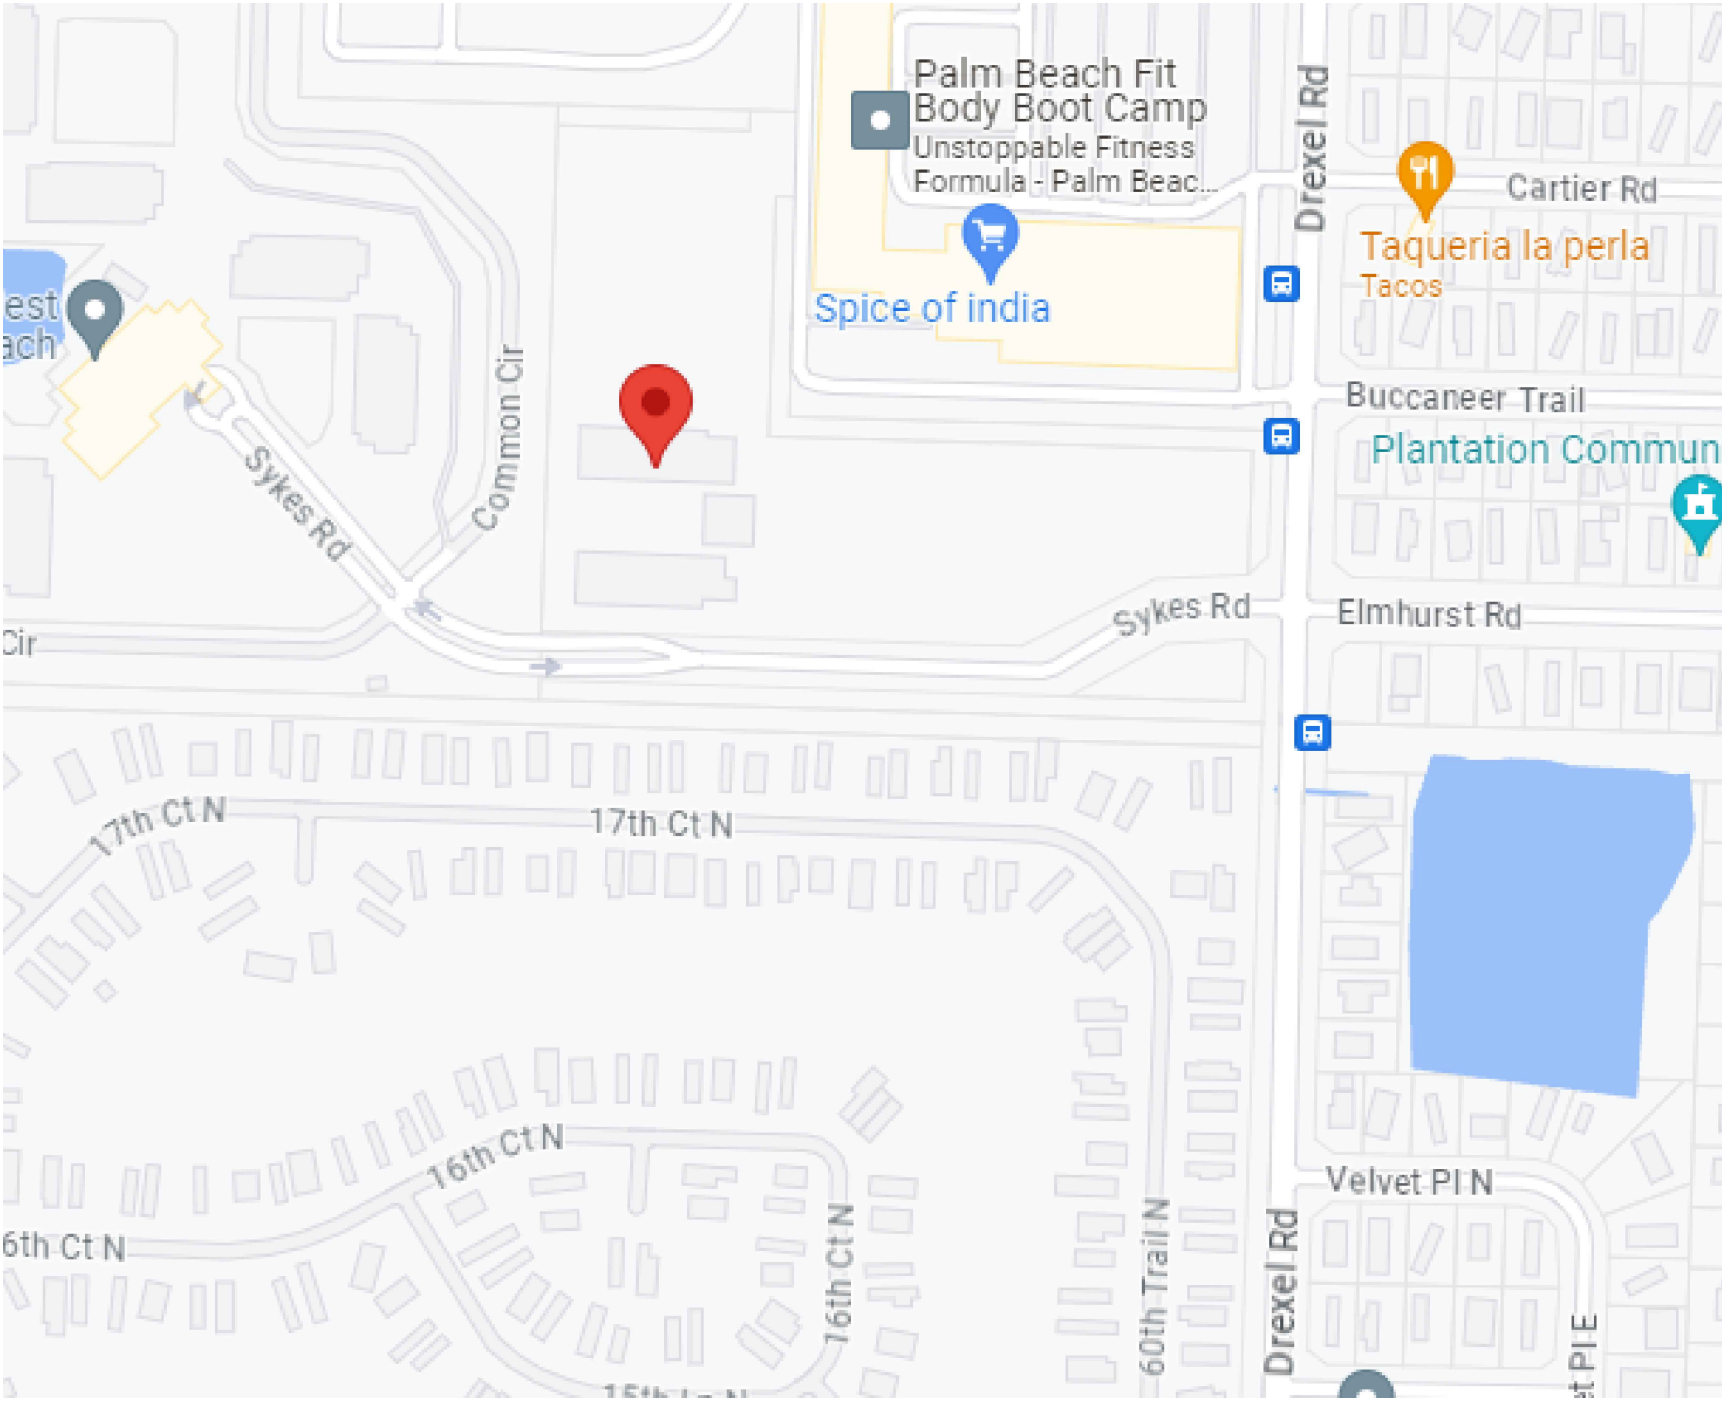 Palm Beach Fit
Body Boot Camp
Unstoppable Fitness
Formula - Palm Beac...
Drexel Rd
Cartier Rd
Taqueria la perla
Tacos
Spice of india
est
ach
Common Cir
Buccaneer Trail
Plantation Commun
Sykes Rd
Sykes Rd
Elmhurst Rd
Cir
17th Ct N
17th Ct N
16th Ct N
6th Ct N
16th Ct N
60th Trail N
Velvet Pl N
Drexel Rd
et Pl E